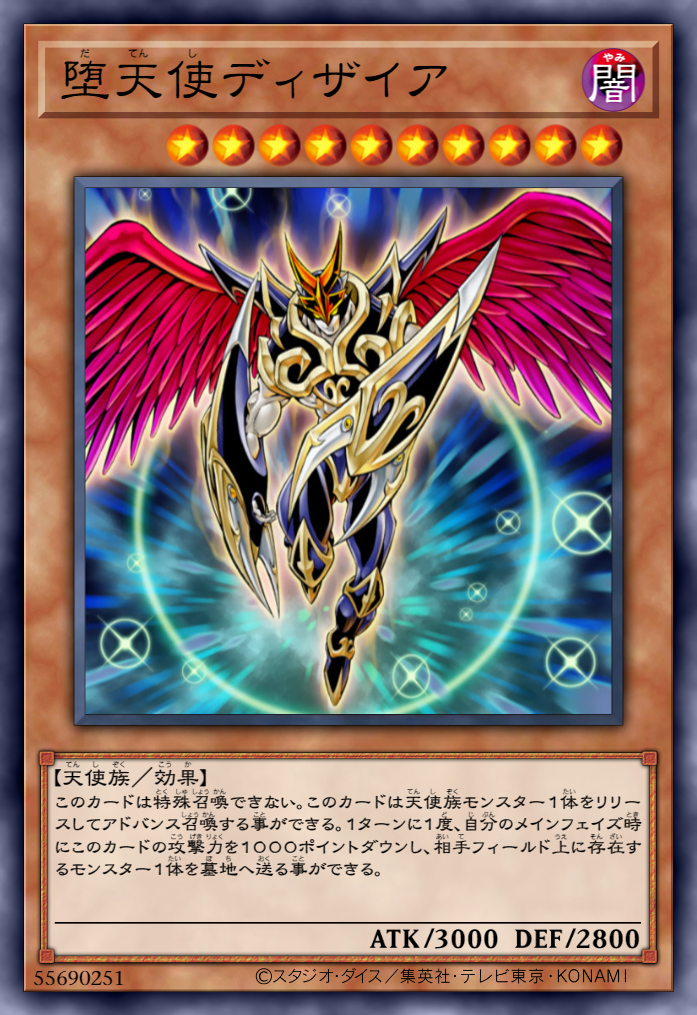 堕天使ディザイア
闇
【天使族／効果】
このカードは特殊召喚できない。このカードは天使族モンスター1体をリリー
スしてアドバンス召喚する事ができる。1ターンに1度、自分のメインフェイズ時
にこのカードの攻撃力を1000ポイントダウンし、相手フィールド上に存在す
るモンスター1体を墓地へ送る事ができる。
ATK/3000 DEF/2800
55690251 ©スタジオ・ダイス／集英社・テレビ東京・KONAMI